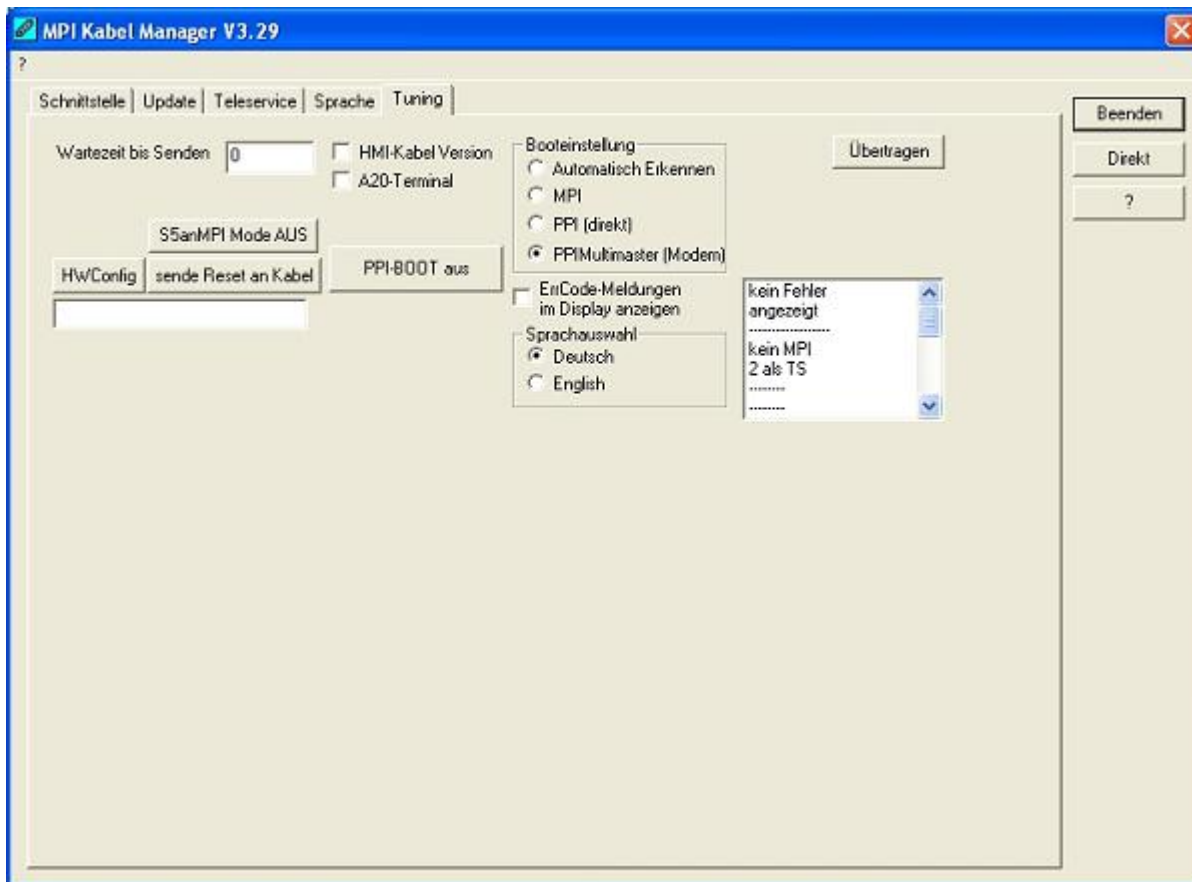 MPI Kabel Manager V3.29
?
Schnittstelle Update Teleservice Sprache Tuning
Beenden
Direkt
?
Wartezeit bis Senden 0
HMI-Kabel Version
A20-Terminal
S5anMPI Mode AUS
HWConfig sende Reset an Kabel
PPI-BOOT aus
Booteinstellung
Automatisch Erkennen
MPI
PPI (direkt)
PPIMultimaster (Modem)
ErrCode-Meldungen
im Display anzeigen
Sprachauswahl
Deutsch
English
Übertragen
kein Fehler
angezeigt
------------------
kein MPI
2 als TS
--------
--------